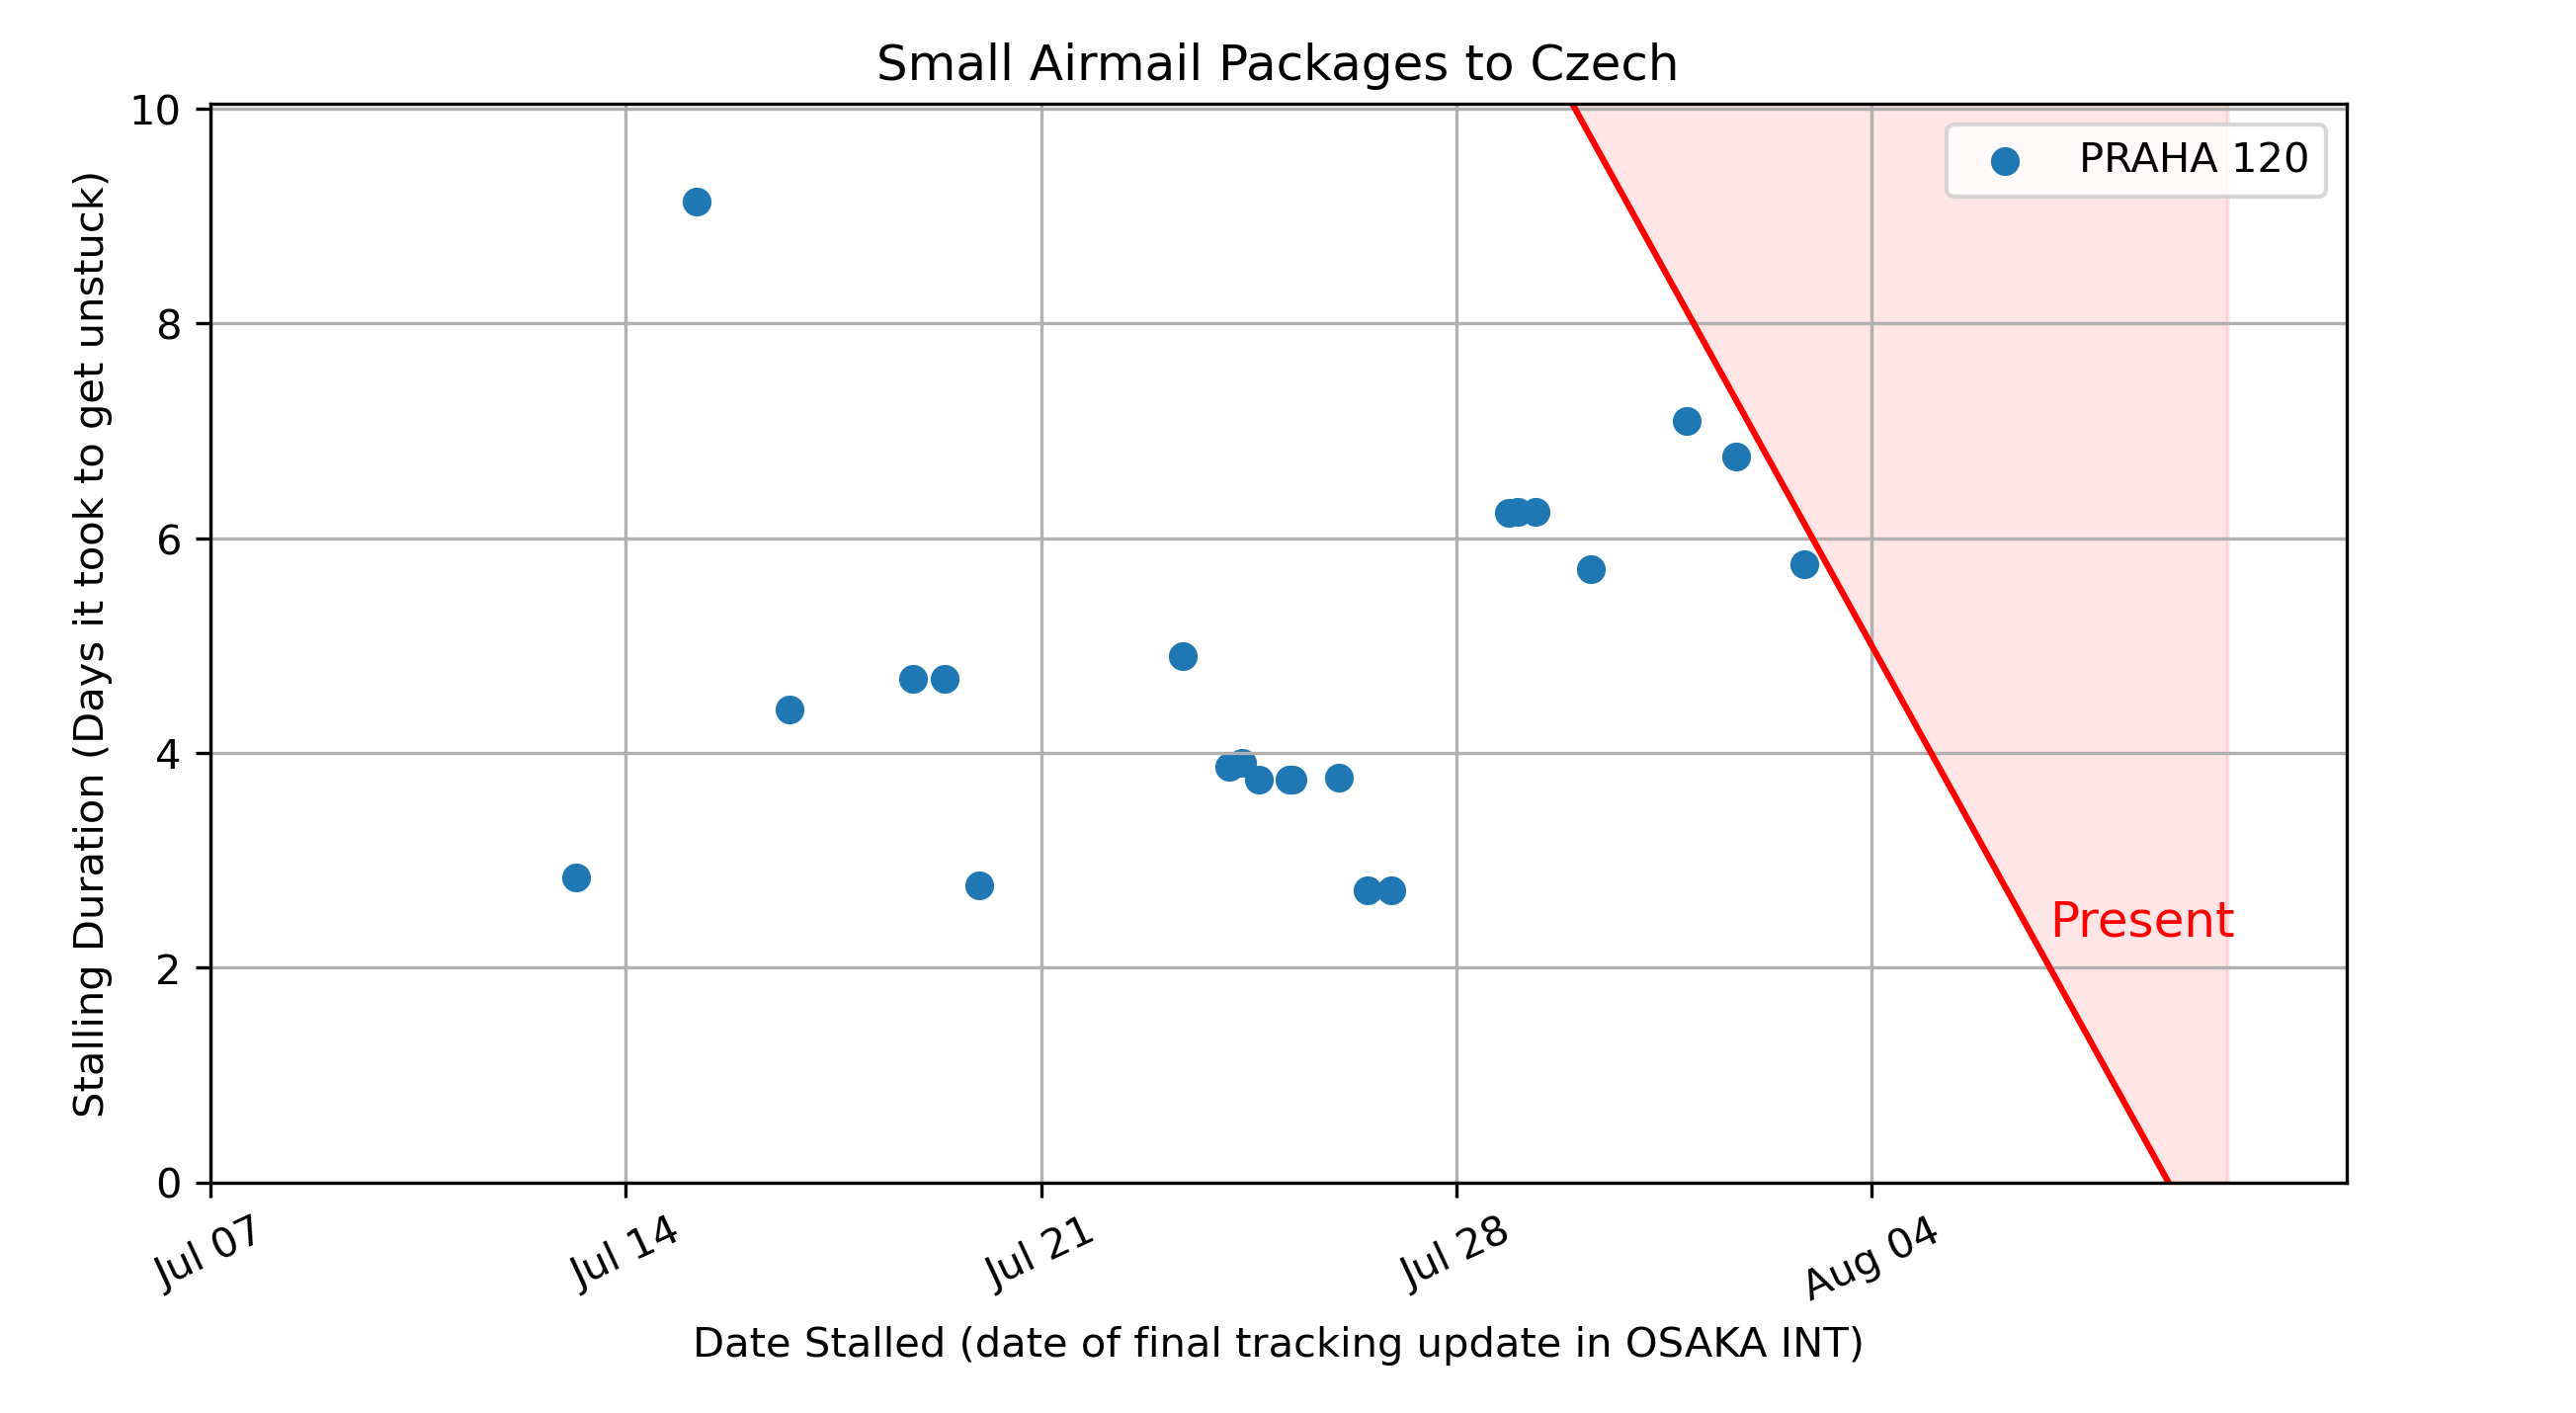 Small Airmail Packages to Czech
PRAHA 120
Stalling Duration (Days it took to get unstuck)
10
8
6
4
2
0
Present
Jul 07
Jul 14
Jul 21
Jul 28
Aug 04
Date Stalled (date of final tracking update in OSAKA INT)